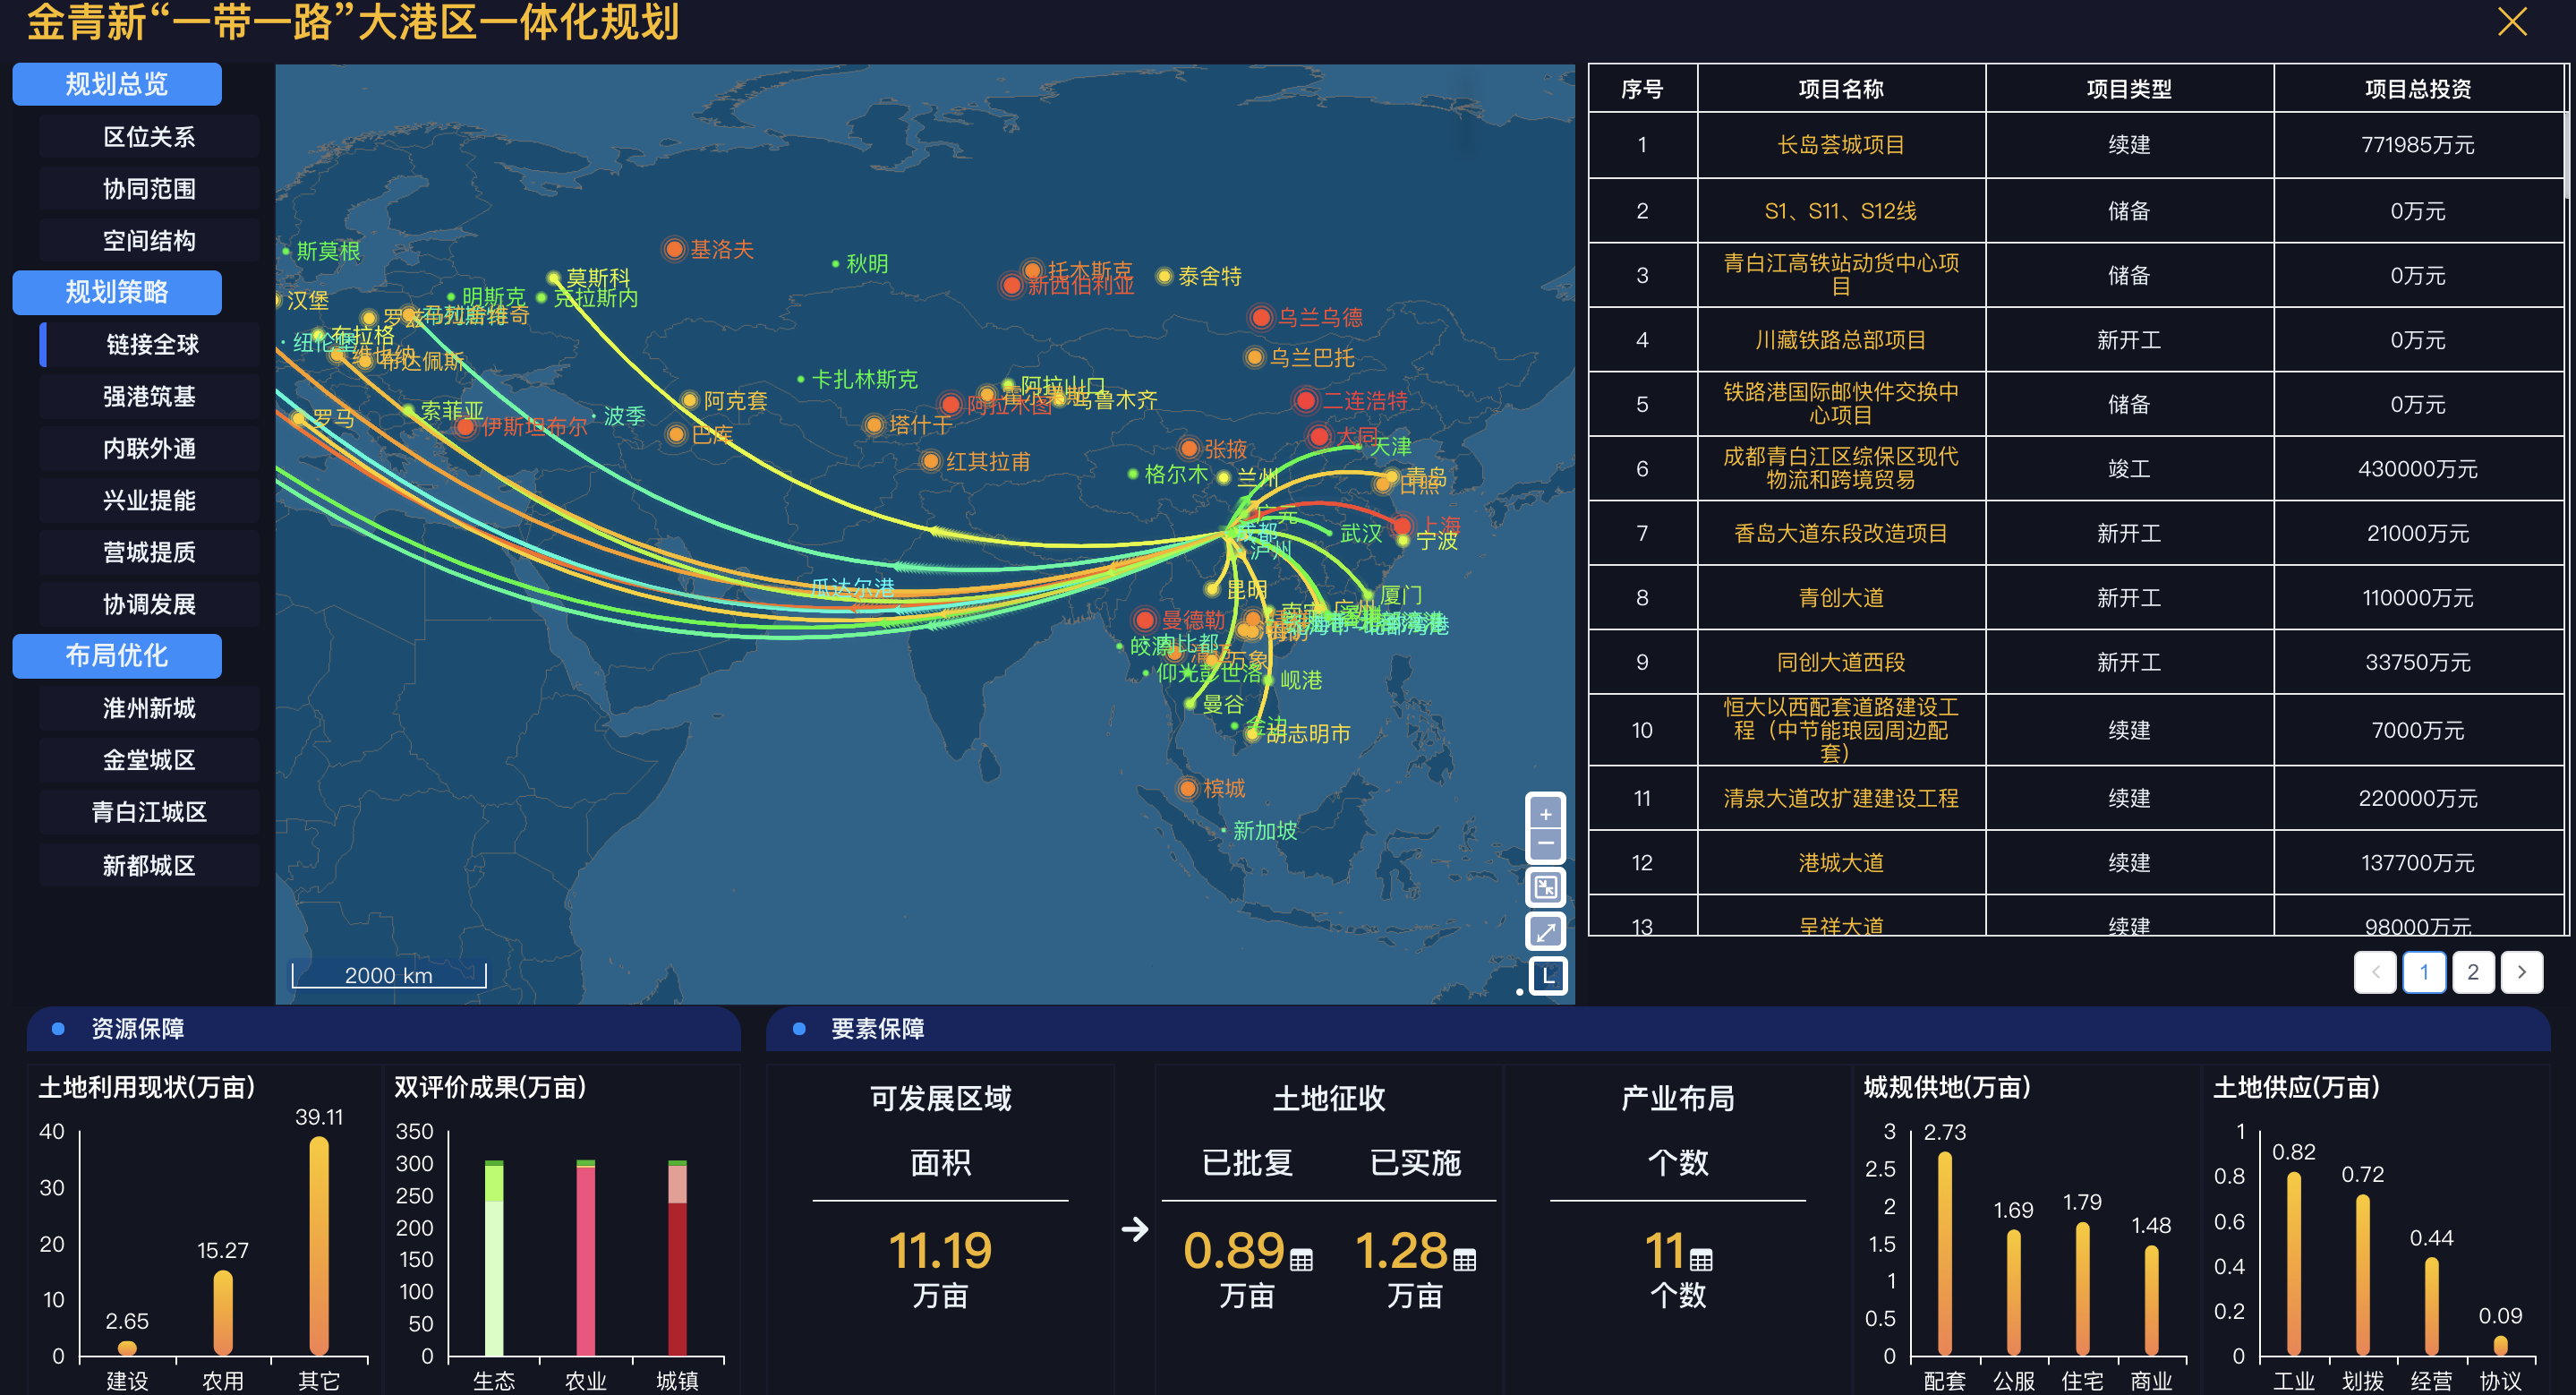 金青新“一带一路”大港区一体化规划
规划总览
区位关系
协同范围
空间结构
规划策略
链接全球
强港筑基
内联外通
兴业提能
营城提质
协调发展
布局优化
淮州新城
金堂城区
青白江城区
新都城区
斯莫根
基洛夫
秋明
托木斯克
新西伯利亚
泰舍特
莫斯科
汉堡
明斯克
克拉斯内
乌兰乌德
布拉格
乌兰巴托
布达佩斯
卡扎林斯克
阿拉山口
乌鲁木齐
阿克套
阿拉木图
二连浩特
罗马
索菲亚
伊斯坦布尔
波季
塔什干
巴库
大同
天津
张掖
红其拉甫
格尔木
兰州
青岛
日照
广元
上海
成都
武汉
宁波
泸州
瓜达尔港
昆明
厦门
曼德勒
南宁
广州
内比都
万象
仰光
岘港
曼谷
金边
胡志明市
槟城
新加坡
2000 km
+
−
L
序号 项目名称 项目类型 项目总投资
1 长岛荟城项目 续建 771985万元
2 S1、S11、S12线 储备 0万元
3 青白江高铁站动货中心项
目 储备 0万元
4 川藏铁路总部项目 新开工 0万元
5 铁路港国际邮快件交换中
心项目 储备 0万元
6 成都青白江区综保区现代
物流和跨境贸易 竣工 430000万元
7 香岛大道东段改造项目 新开工 21000万元
8 青创大道 新开工 110000万元
9 同创大道西段 新开工 33750万元
10 恒大以西配套道路建设工
程（中节能琅园周边配
套） 续建 7000万元
11 清泉大道改扩建建设工程 续建 220000万元
12 港城大道 续建 137700万元
13 呈祥大道 续建 98000万元
1 2
资源保障
要素保障
土地利用现状(万亩)
40
30
20
10
0
2.65
15.27
39.11
建设 农用 其它
双评价成果(万亩)
350
300
250
200
150
100
50
0
生态 农业 城镇
可发展区域
面积
11.19
万亩
土地征收
已批复 已实施
0.89 1.28
万亩 万亩
产业布局
个数
11
个数
城规供地(万亩)
3
2.5
2
1.5
1
0.5
0
2.73
1.69
1.79
1.48
配套 公服 住宅 商业
土地供应(万亩)
1
0.8
0.6
0.4
0.2
0
0.82
0.72
0.44
0.09
工业 划拨 经营 协议